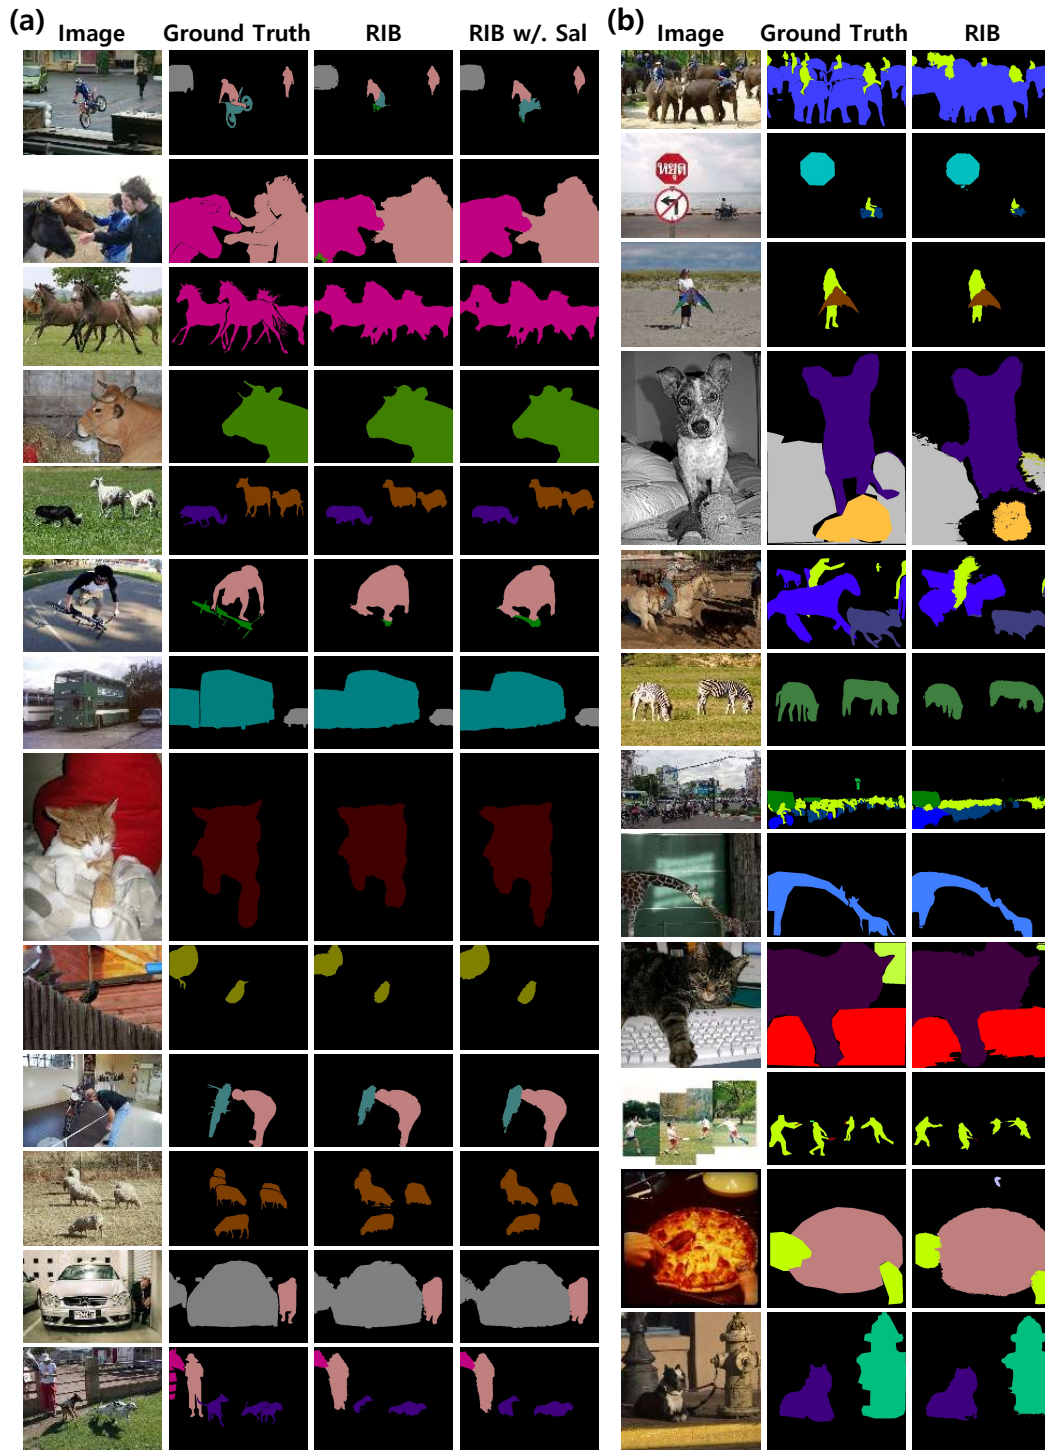 (a)
Image Ground Truth RIB RIB w/. Sal
(b)
Image Ground Truth RIB
หยุด